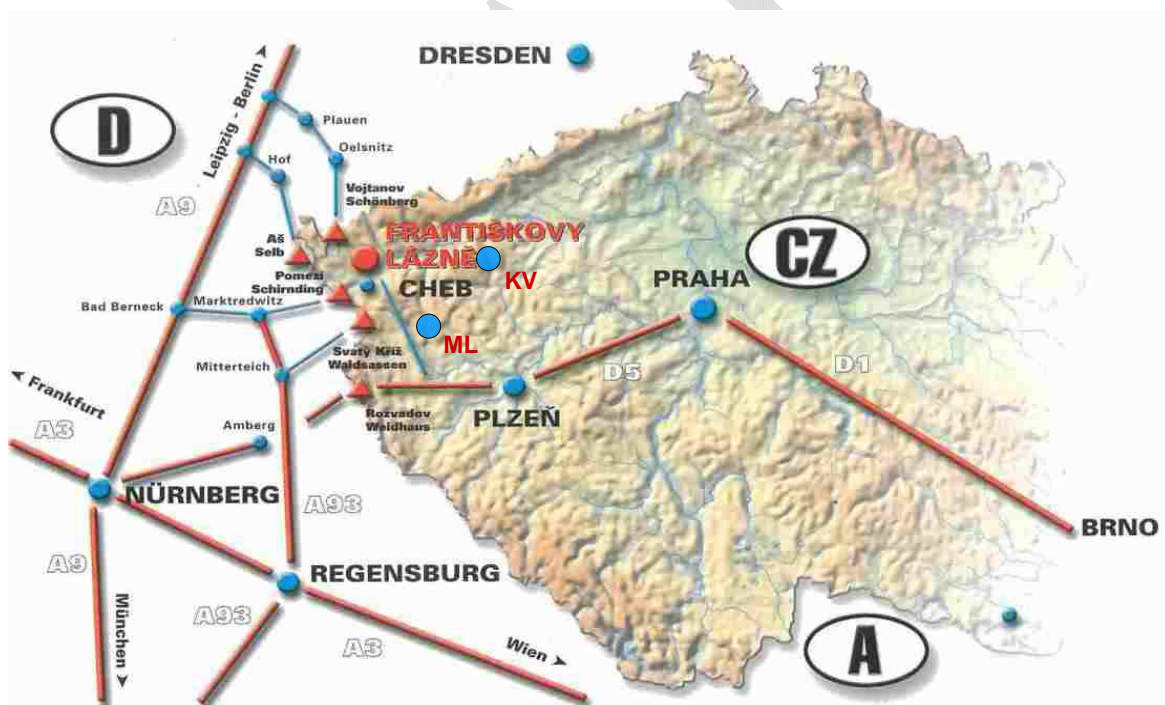 DRESDEN
D
Leipzig - Berlin
Plauen
Hof
Oelsnitz
Vojtanov
Schönberg
A9
FRANTIŠKOVY
LÁZNĚ
Aš
Selb
CZ
KV
Pomezí
Schirnding
CHEB
PRAHA
Bad Berneck
Marktredwitz
ML
Svatý Kříž
Waldsassen
Mitterteich
D5
D1
Frankfurt
A3
Rozvadov
Waidhaus
PLZEŇ
Amberg
NÜRNBERG
A93
BRNO
A9
REGENSBURG
München
A93
A3
Wien
A